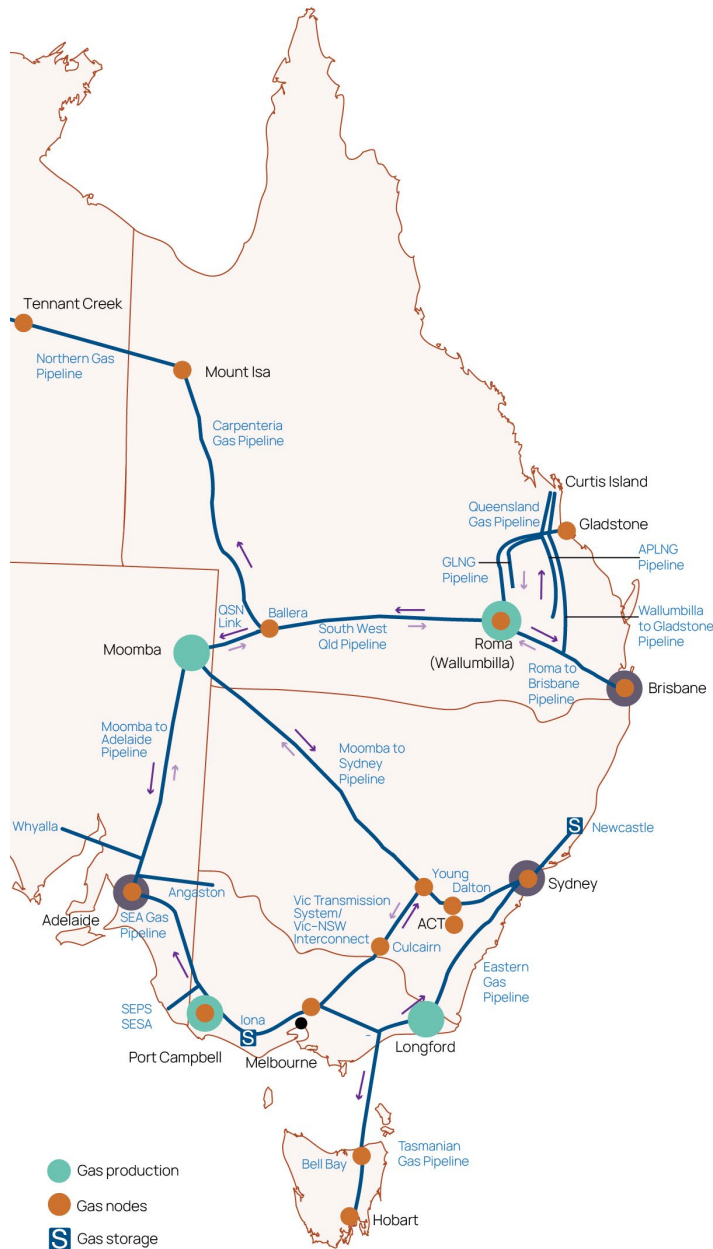 Tennant Creek
Northern Gas
Pipeline
Mount Isa
Carpenteria
Gas Pipeline
Curtis Island
Queensland
Gas Pipeline
Gladstone
GLNG
Pipeline
APLNG
Pipeline
QSN
Link
Ballera
South West
Qld Pipeline
Wallumbilla
to Gladstone
Pipeline
Moomba
Roma
(Wallumbilla)
Roma to
Brisbane
Pipeline
Brisbane
Moomba to
Adelaide
Pipeline
Moomba to
Sydney
Pipeline
Whyalla
S
Newcastle
Angaston
Young
Dalton
Sydney
Adelaide
SEA Gas
Pipeline
Vic Transmission
System/
Vic–NSW
Interconnect
ACT
Culcairn
Eastern
Gas
Pipeline
SEPS
SESA
Iona
S
Port Campbell
Melbourne
Longford
Bell Bay
Tasmanian
Gas Pipeline
Hobart
Gas production
Gas nodes
S
Gas storage